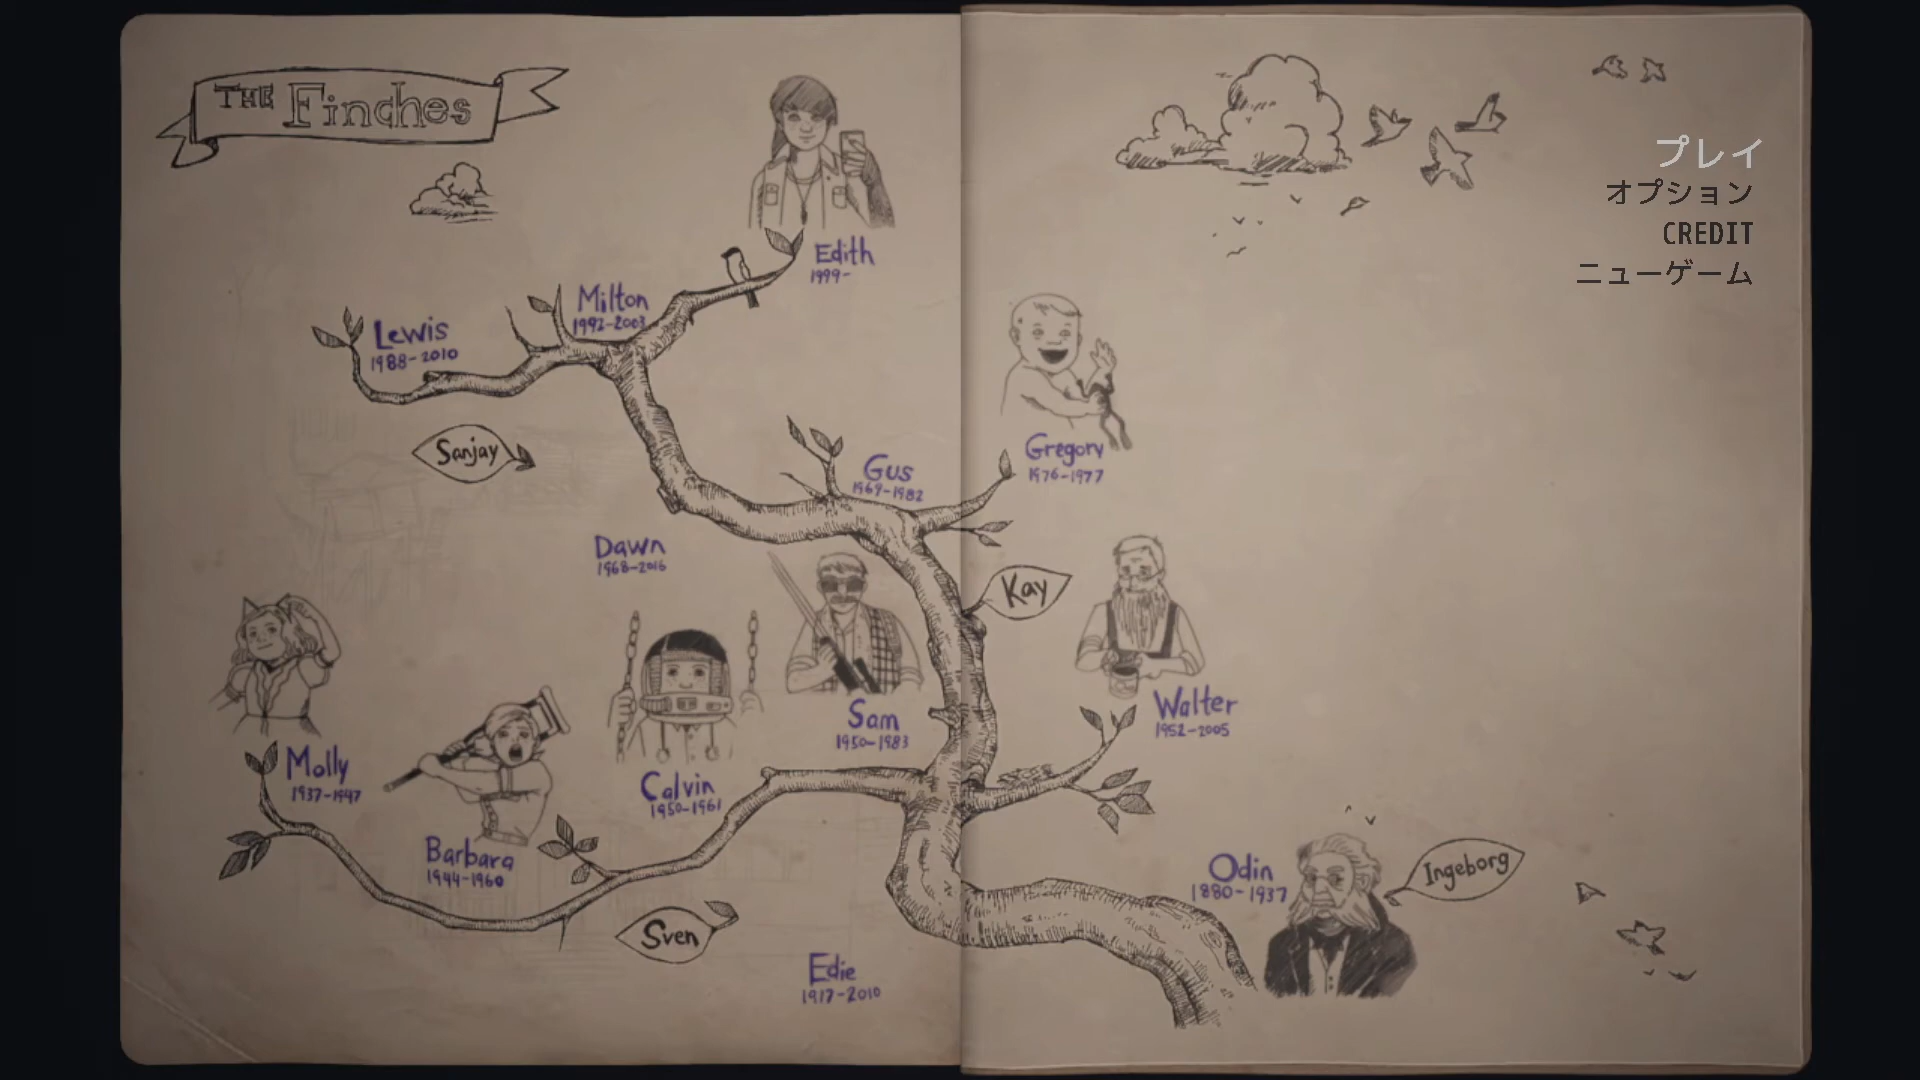 THE Finches
プレイ
オプション
CREDIT
ニューゲーム
Edith
1999-
Milton
1992-2003
Lewis
1988-2010
Sanjay
Gus
1969-1982
Gregory
1976-1977
Dawn
1968-2016
Kay
Sam
1950-1983
Walter
1952-2005
Molly
1937-1947
Calvin
1950-1961
Barbara
1944-1960
Odin
1880-1937
Ingeborg
Sven
Edie
1917-2010